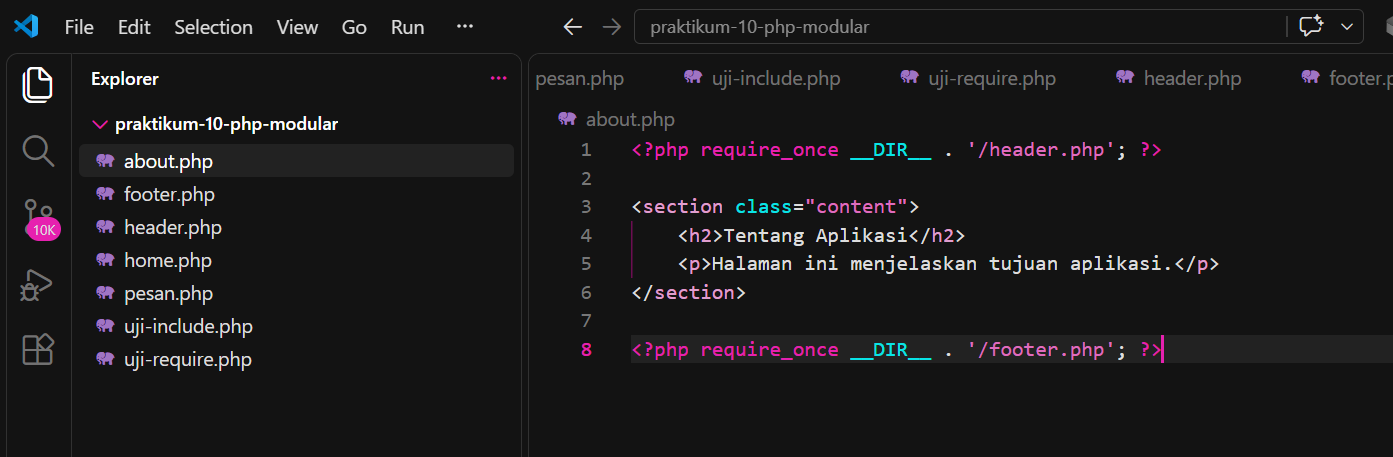 File Edit Selection View Go Run ···
praktikum-10-php-modular
Explorer ···
praktikum-10-php-modular
about.php
footer.php
header.php
home.php
pesan.php
uji-include.php
uji-require.php
10K
pesan.php uji-include.php uji-require.php header.php footer.p
about.php
1 <?php require_once __DIR__ . '/header.php'; ?>
2
3 <section class="content">
4 <h2>Tentang Aplikasi</h2>
5 <p>Halaman ini menjelaskan tujuan aplikasi.</p>
6 </section>
7
8 <?php require_once __DIR__ . '/footer.php'; ?>